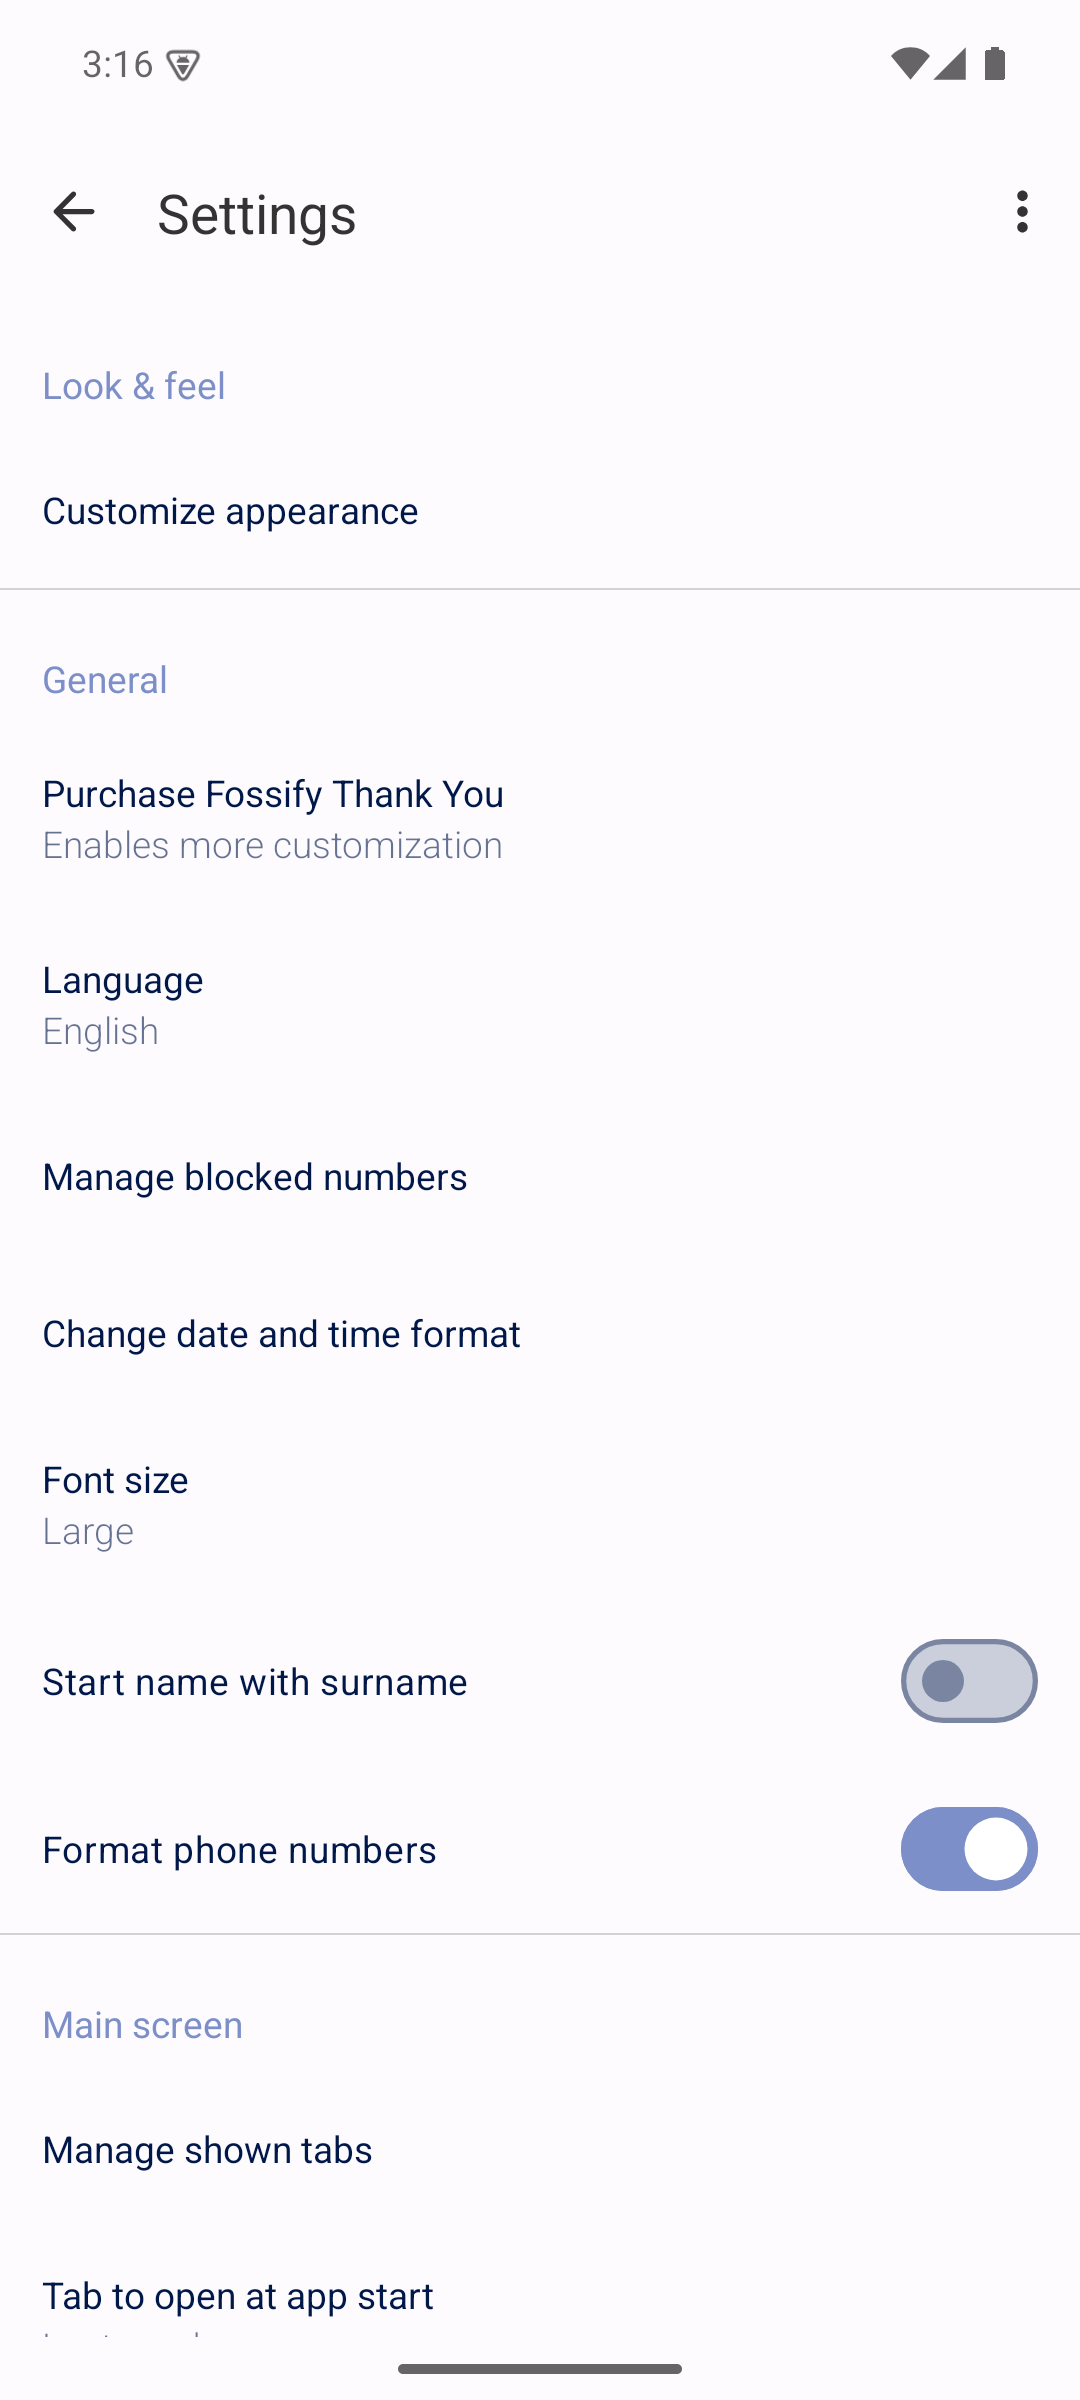 3:16
Settings
Look & feel
Customize appearance
General
Purchase Fossify Thank You
Enables more customization
Language
English
Manage blocked numbers
Change date and time format
Font size
Large
Start name with surname
Format phone numbers
Main screen
Manage shown tabs
Tab to open at app start